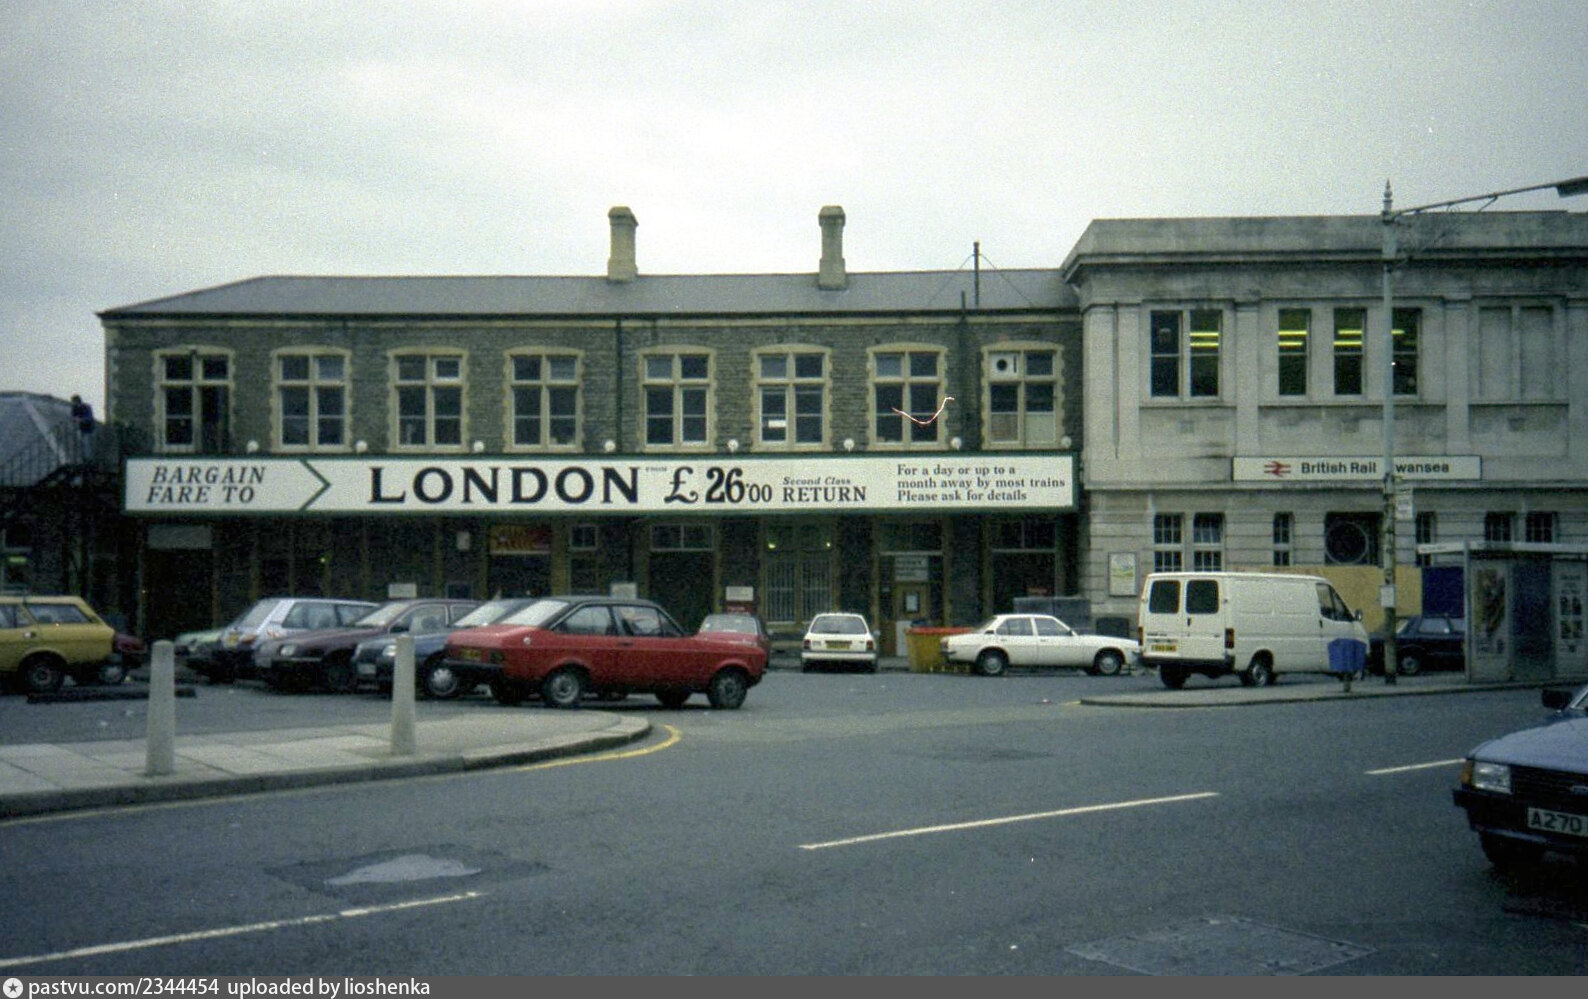 BARGAIN
FARE TO
LONDON
FROM
£26.00
Second Class
RETURN
For a day or up to a
month away by most trains
Please ask for details
British Rail Swansea
A270
pastvu.com/2344454 uploaded by lioshenka